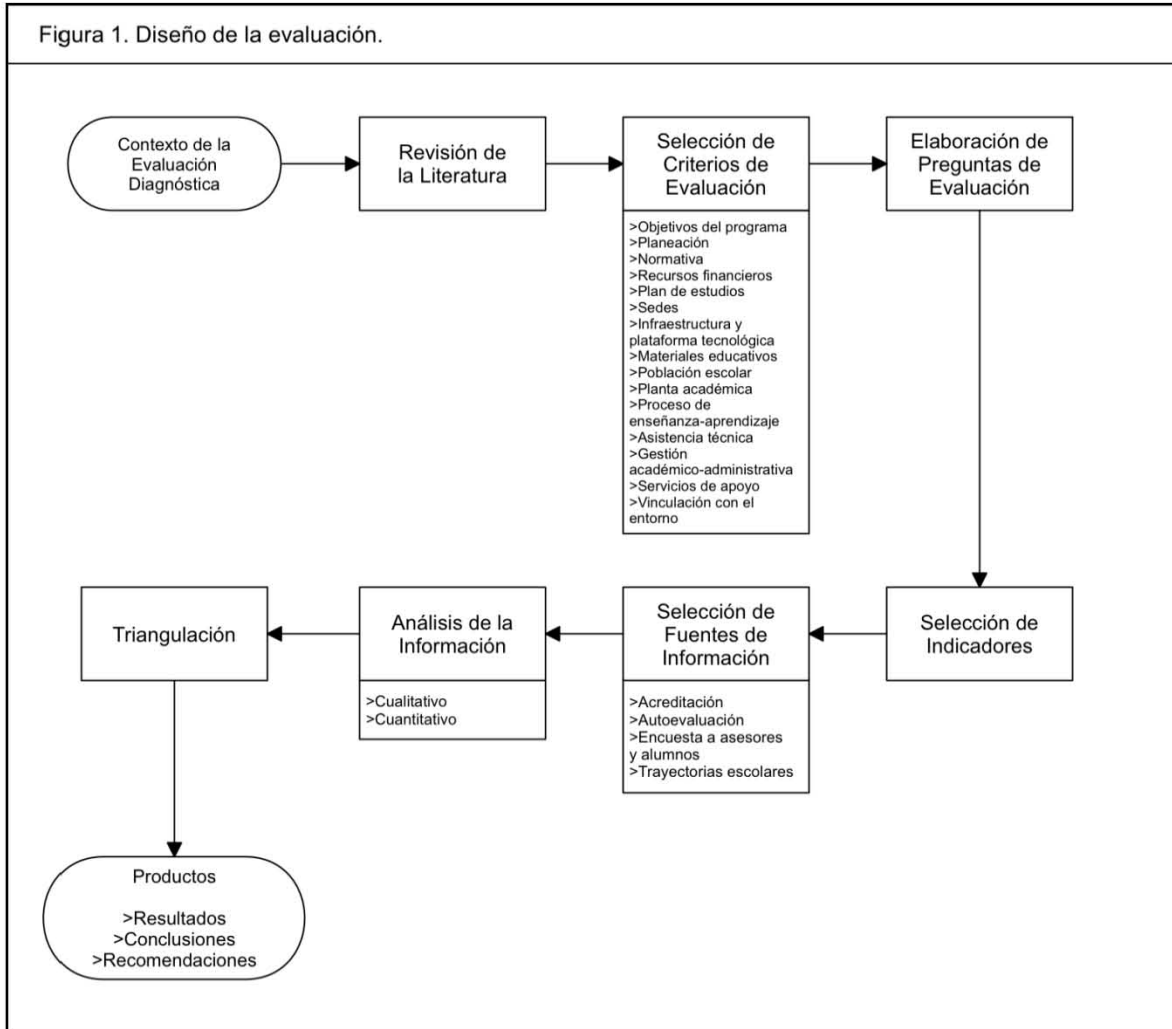 Figura 1. Diseño de la evaluación.
Contexto de la
Evaluación
Diagnóstica
Revisión de
la Literatura
Selección de
Criterios de
Evaluación
>Objetivos del programa
>Planeación
>Normativa
>Recursos financieros
>Plan de estudios
>Sedes
>Infraestructura y
plataforma tecnológica
>Materiales educativos
>Población escolar
>Planta académica
>Proceso de
enseñanza-aprendizaje
>Asistencia técnica
>Gestión
académico-administrativa
>Servicios de apoyo
>Vinculación con el
entorno
Elaboración de
Preguntas de
Evaluación
Selección de
Indicadores
Selección de
Fuentes de
Información
>Acreditación
>Autoevaluación
>Encuesta a asesores
y alumnos
>Trayectorias escolares
Análisis de la
Información
>Cualitativo
>Cuantitativo
Triangulación
Productos
>Resultados
>Conclusiones
>Recomendaciones